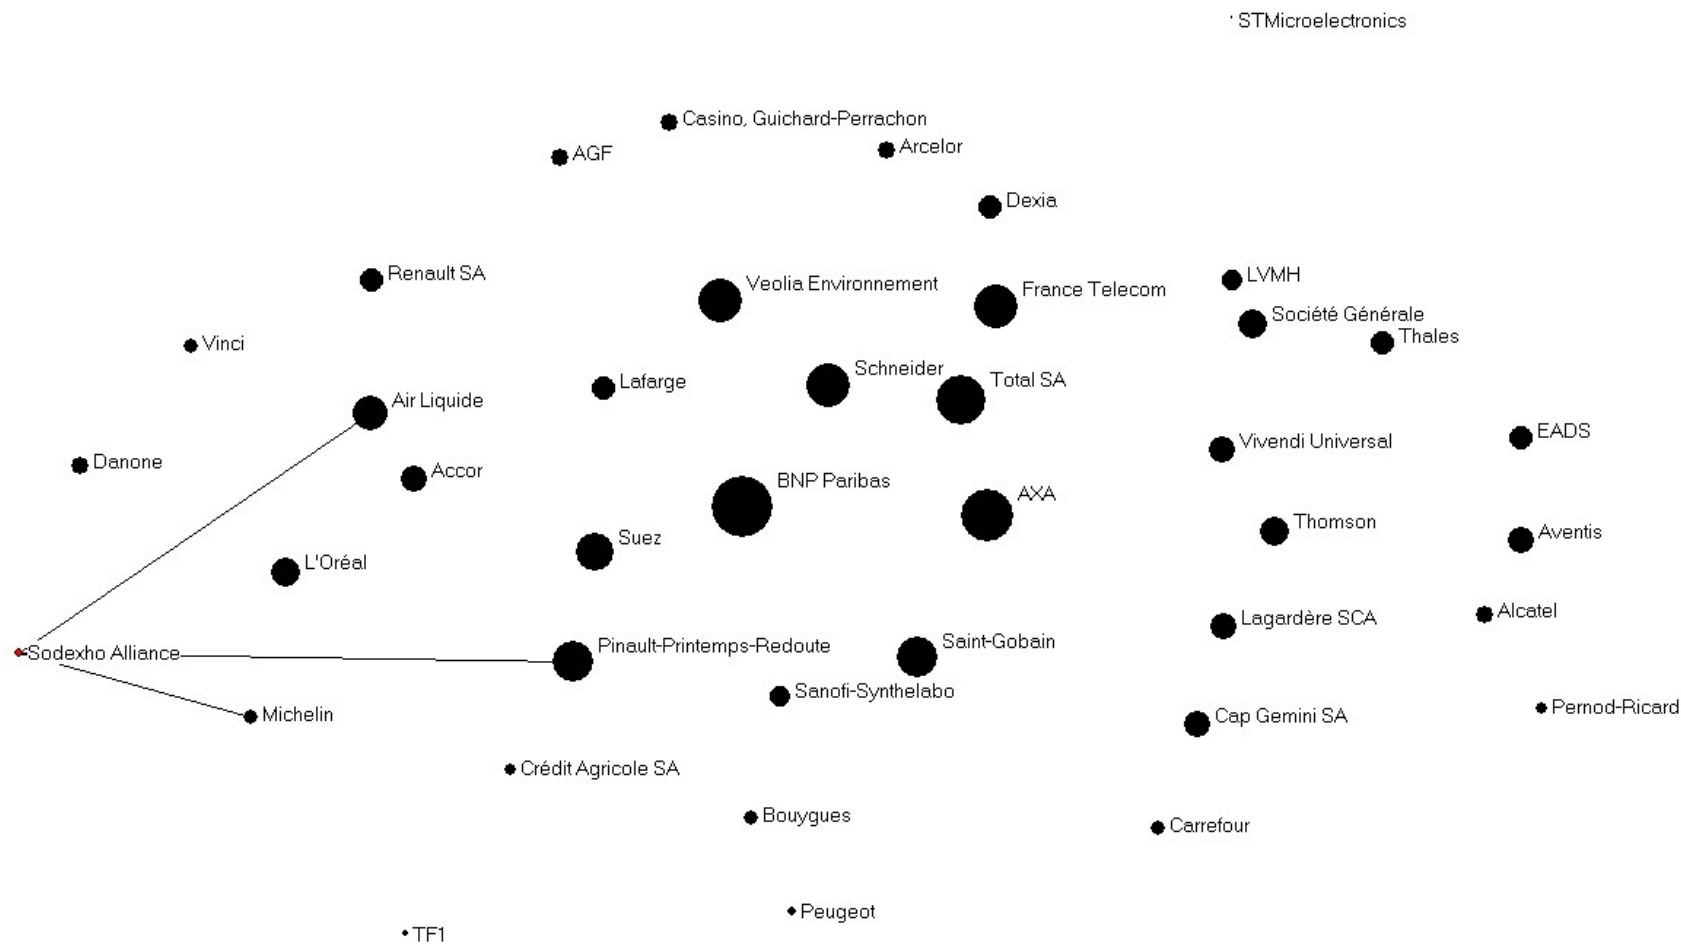 STMicroelectronics
Casino, Guichard-Perrachon
Arcelor
AGF
Dexia
Renault SA
Veolia Environnement
France Telecom
LVMH
Société Générale
Thales
Vinci
Schneider
Lafarge
Total SA
Air Liquide
EADS
Vivendi Universal
Danone
Accor
BNP Paribas
AXA
Thomson
Aventis
Suez
L'Oréal
Alcatel
Lagardère SCA
Sodexho Alliance
Pinault-Printemps-Redoute
Saint-Gobain
Sanofi-Synthelabo
Pernod-Ricard
Michelin
Cap Gemini SA
Crédit Agricole SA
Bouygues
Carrefour
Peugeot
TF1